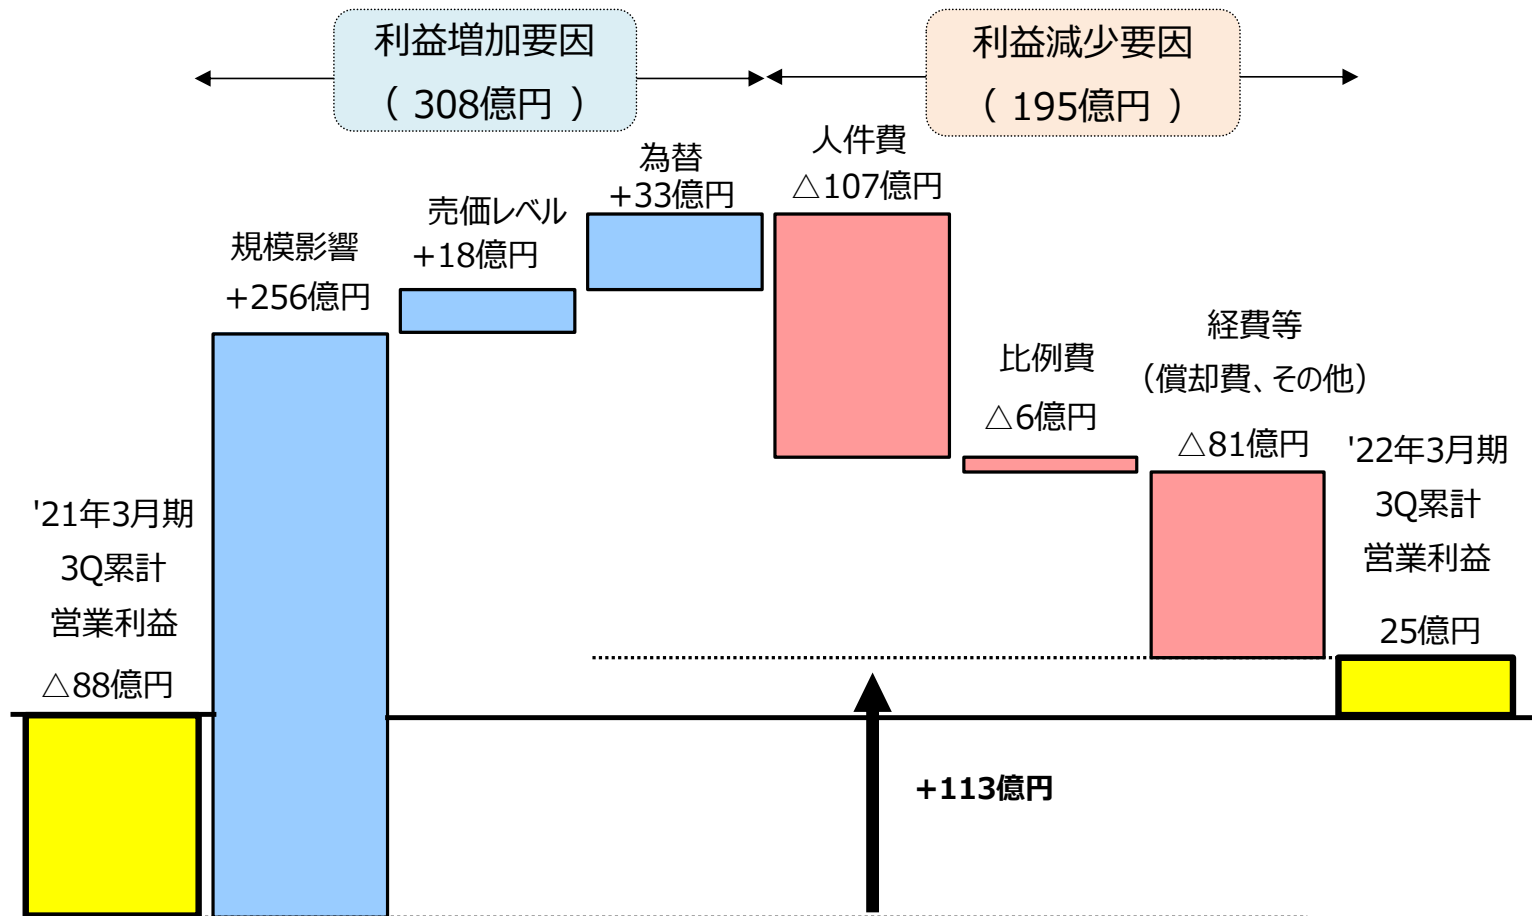 利益増加要因
（ 308億円 ）
利益減少要因
（ 195億円 ）
人件費
△107億円
為替
+33億円
売価レベル
+18億円
規模影響
+256億円
経費等
（償却費、その他）
△81億円
比例費
△6億円
'22年3月期
3Q累計
営業利益
25億円
'21年3月期
3Q累計
営業利益
△88億円
+113億円